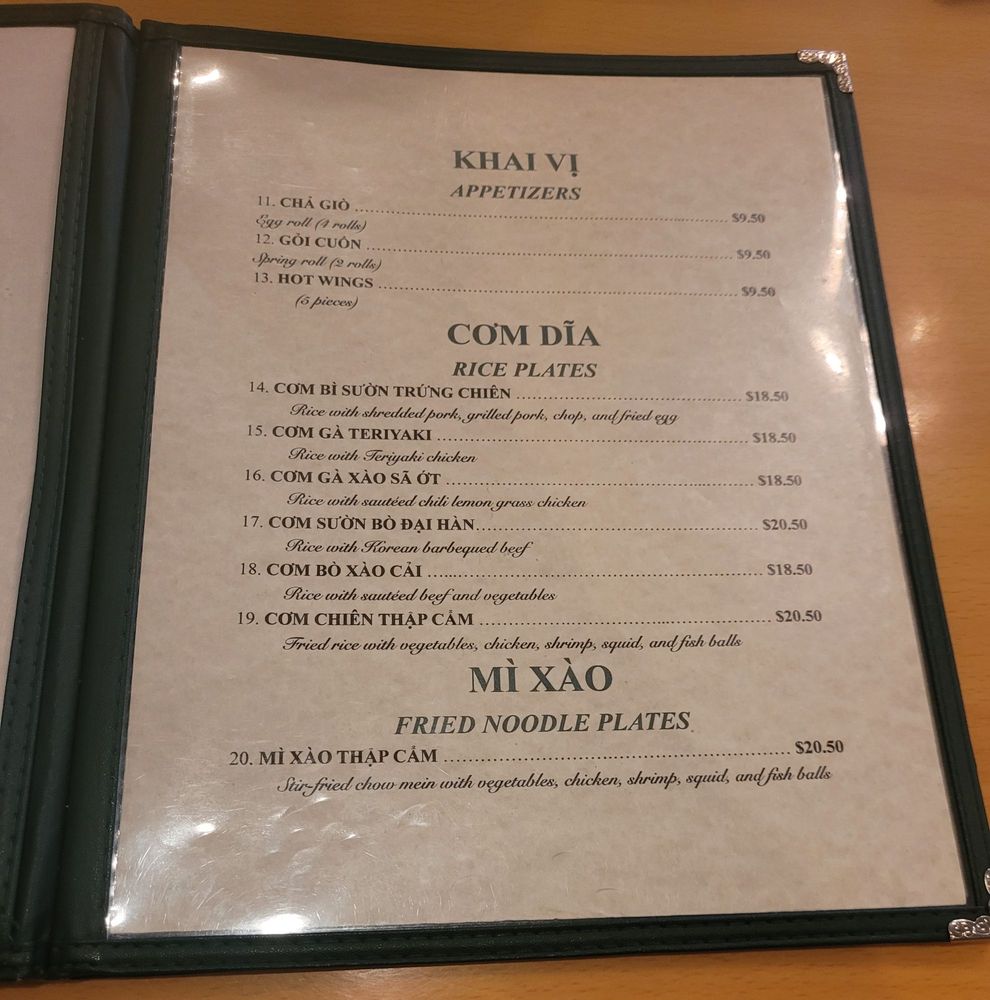 KHAI VỊ
APPETIZERS
11. CHẢ GIÒ ........................................ $9.50
Egg roll (4 rolls)
12. GỎI CUỐN ........................................ $9.50
Spring roll (2 rolls)
13. HOT WINGS ........................................ $9.50
(6 pieces)
CƠM DĨA
RICE PLATES
14. CƠM BÌ SƯỜN TRỨNG CHIÊN ........................................ $18.50
Rice with shredded pork, grilled pork, chop, and fried egg
15. CƠM GÀ TERIYAKI ........................................ $18.50
Rice with Teriyaki chicken
16. CƠM GÀ XÀO SÃ ỚT ........................................ $18.50
Rice with sautéed chili lemon grass chicken
17. CƠM SƯỜN BÒ ĐẠI HÀN ........................................ $20.50
Rice with Korean barbequed beef
18. CƠM BÒ XÀO CẢI ........................................ $18.50
Rice with sautéed beef and vegetables
19. CƠM CHIÊN THẬP CẨM ........................................ $20.50
Fried rice with vegetables, chicken, shrimp, squid, and fish balls
MÌ XÀO
FRIED NOODLE PLATES
20. MÌ XÀO THẬP CẨM ........................................ $20.50
Stir-fried chow mein with vegetables, chicken, shrimp, squid, and fish balls